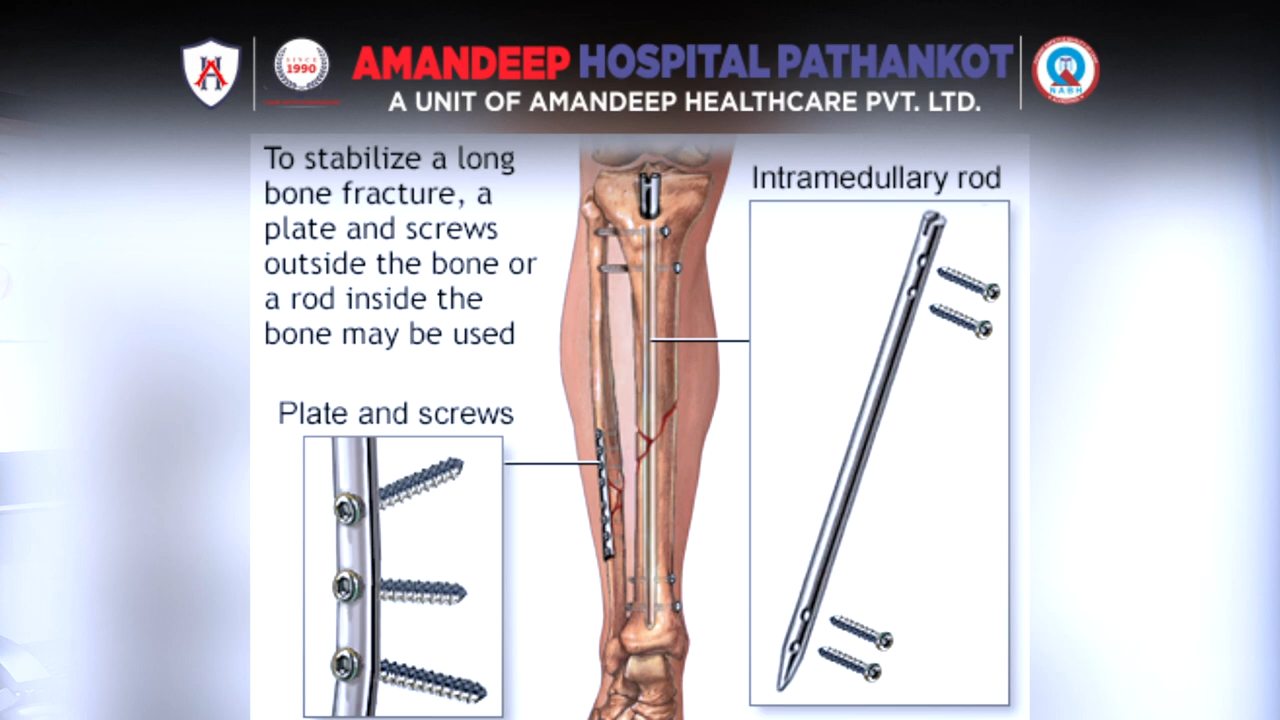 SINCE
1990
AMANDEEP HOSPITAL PATHANKOT
A UNIT OF AMANDEEP HEALTHCARE PVT. LTD.
NABH
To stabilize a long
bone fracture, a
plate and screws
outside the bone or
a rod inside the
bone may be used
Intramedullary rod
Plate and screws